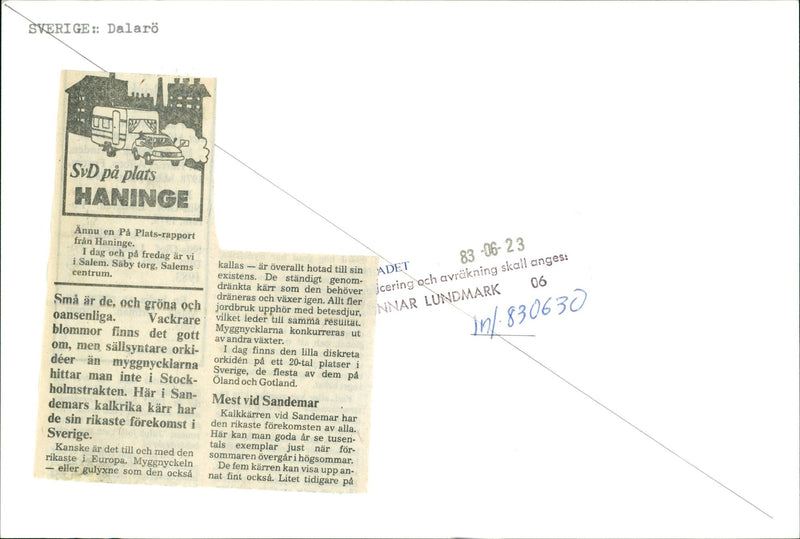 SVERIGE:: Dalarö
SvD på plats
HANINGE
Ännu en På Plats-rapport
från Haninge.
I dag och på fredag är vi
i Salem. Säby torg, Salems
centrum.
Små är de, och gröna och
oansenliga. Vackrare
blommor finns det gott
om, men sällsyntare orki-
déer än myggnycklarna
hittar man inte i Stock-
holmstrakten. Här i San-
demars kalkrika kärr har
de sin rikaste förekomst i
Sverige.
Kanske är det till och med den
rikaste i Europa. Myggnyckeln
— eller gulyxne som den också
kallas — är överallt hotad till sin
existens. De ständigt genom-
dränkta kärr som den behöver
dräneras och växer igen. Allt fler
jordbruk upphör med betesdjur,
vilket leder till samma resultat.
Myggnycklarna konkurreras ut
av andra växter.
I dag finns den lilla diskreta
orkidén på ett 20-tal platser i
Sverige, de flesta av dem på
Öland och Gotland.
Mest vid Sandemar
Kalkkärren vid Sandemar har
den rikaste förekomsten av alla.
Här kan man goda år se tusen-
tals exemplar just när för-
sommaren övergår i högsommar.
De fem kärren kan visa upp an-
nat fint också. Litet tidigare på
ADET
83-06-23
icering och avräkning skall anges:
NNAR LUNDMARK 06
inf. 830630